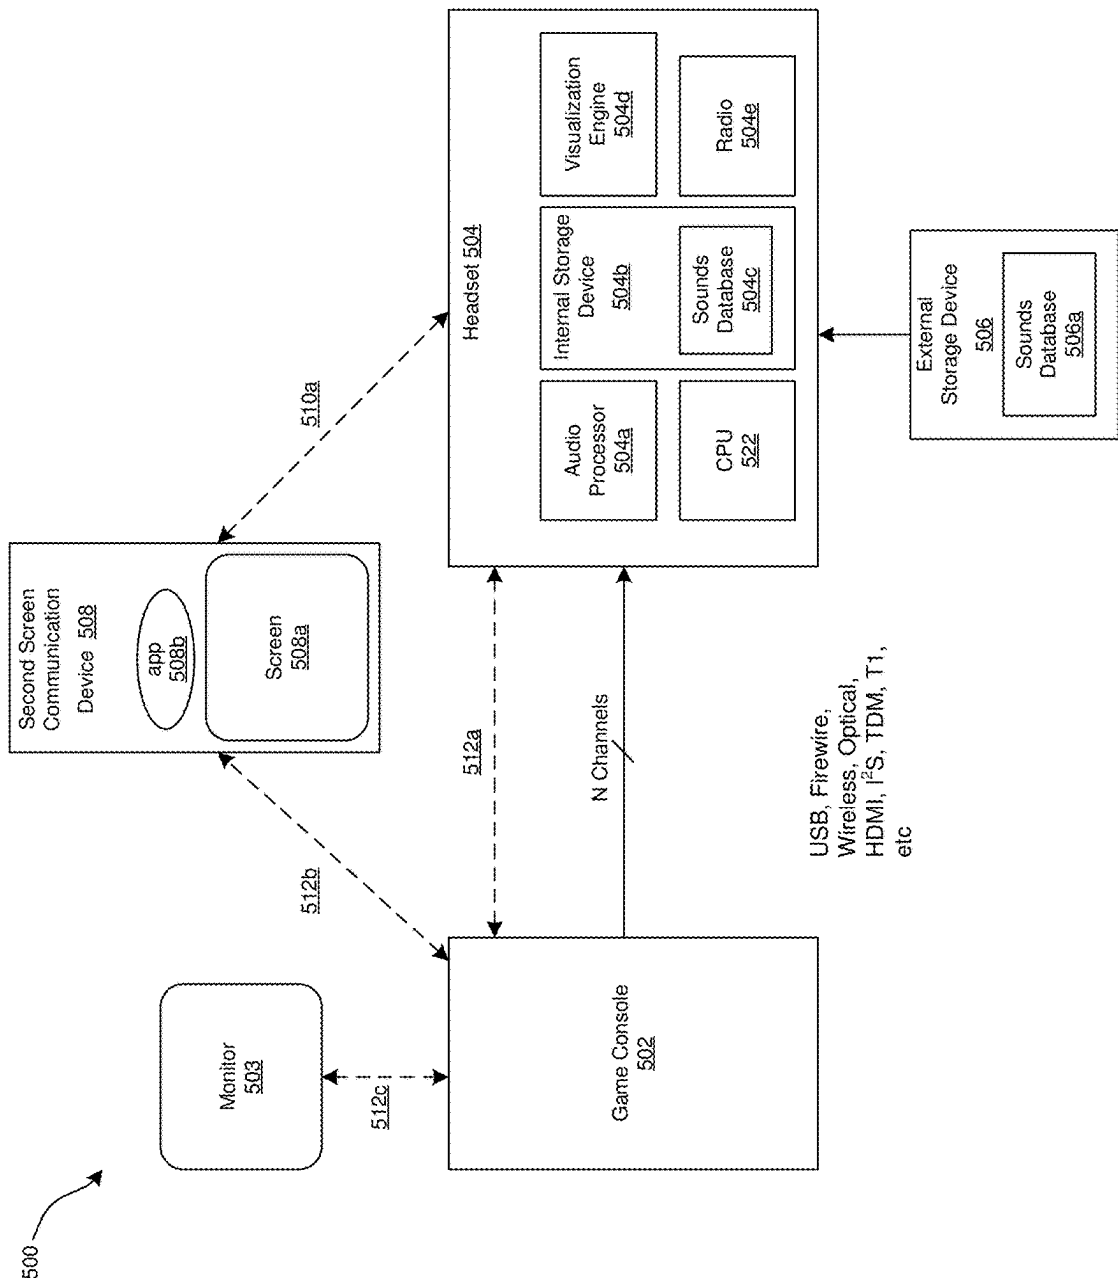 500
Monitor
503
512c
Game Console
502
512b
Second Screen
Communication
Device 508
app
508b
Screen
508a
510a
512a
N Channels
USB, Firewire,
Wireless, Optical,
HDMI, I²S, TDM, T1,
etc
Headset 504
Audio
Processor
504a
CPU
522
Internal Storage
Device
504b
Sounds
Database
504c
Visualization
Engine
504d
Radio
504e
External
Storage Device
506
Sounds
Database
506a